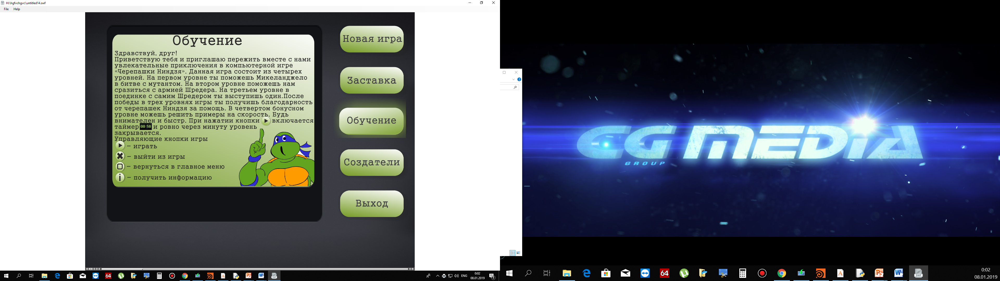 H:\hgfvchgvc\untitled14.swf
File Help
Обучение
Здравствуй, друг!
Приветствую тебя и приглашаю пережить вместе с нами
увлекательные приключения в компьютерной игре
«Черепашки Ниндзя». Данная игра состоит из четырех
уровней. На первом уровне ты поможешь Микеланджело
в битве с мутантом. На втором уровне поможешь нам
сразиться с армией Шредера. На третьем уровне в
поединке с самим Шредером ты выступишь один.После
победы в трех уровнях игры ты получишь благодарность
от черепашек Ниндзя за помощь. В четвертом бонусном
уровне можешь решить примеры на скорость. Будь
внимателен и быстр. При нажатии кнопки включается
таймер 00 58 и ровно через минуту уровень
закрывается.
Управляющие кнопки игры
– играть
– выйти из игры
– вернуться в главное меню
i – получить информацию
Новая игра
Заставка
Обучение
Создатели
Выход
CG MEDIA
GROUP
64
ENG
0:02
08.01.2019
1
64
0:02
08.01.2019